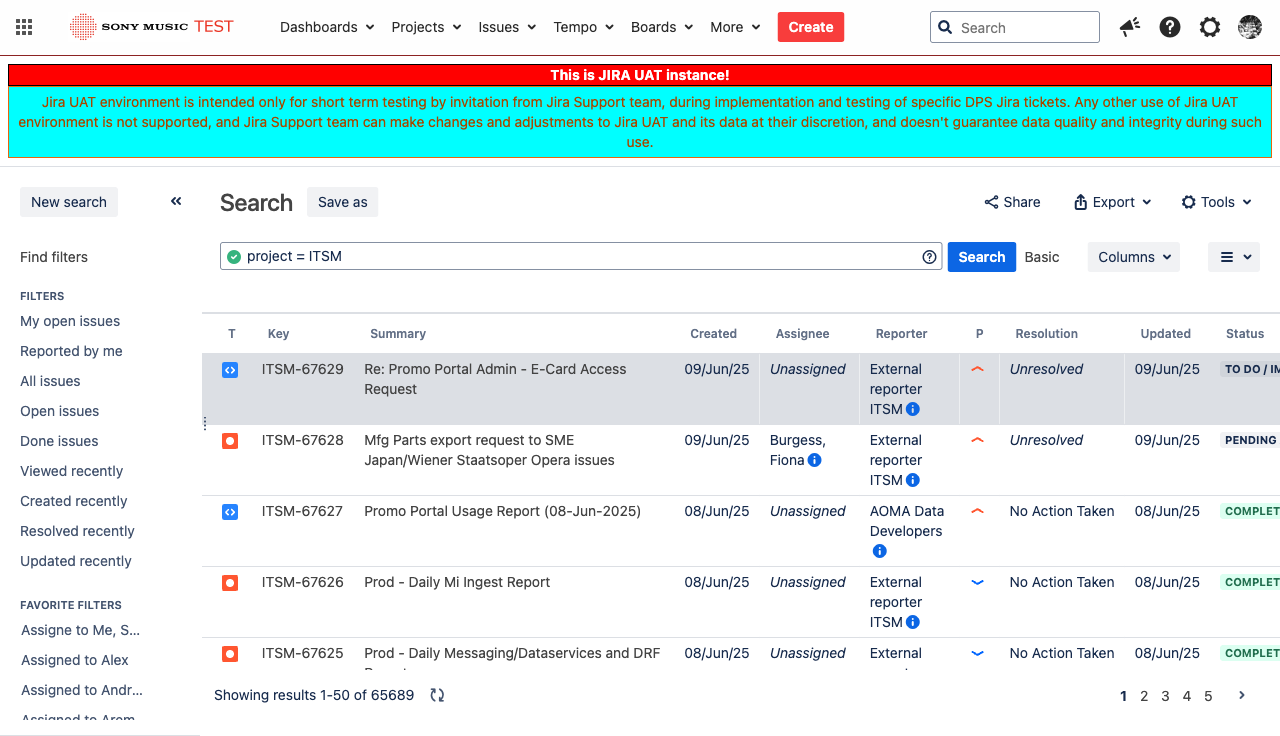 SONY MUSIC TEST
Dashboards Projects Issues Tempo Boards More Create Search
This is JIRA UAT instance!
Jira UAT environment is intended only for short term testing by invitation from Jira Support team, during implementation and testing of specific DPS Jira tickets. Any other use of Jira UAT
environment is not supported, and Jira Support team can make changes and adjustments to Jira UAT and its data at their discretion, and doesn't guarantee data quality and integrity during such
use.
New search
Find filters
FILTERS
My open issues
Reported by me
All issues
Open issues
Done issues
Viewed recently
Created recently
Resolved recently
Updated recently
FAVORITE FILTERS
Assigne to Me, S...
Assigned to Alex
Assigned to Andr...
Assigned to Arom
Search Save as Share Export Tools
project = ITSM Search Basic Columns
T Key Summary Created Assignee Reporter P Resolution Updated Status
ITSM-67629 Re: Promo Portal Admin - E-Card Access 09/Jun/25 Unassigned External Unresolved 09/Jun/25 TO DO / IM
Request reporter
ITSM
ITSM-67628 Mfg Parts export request to SME 09/Jun/25 Burgess, External Unresolved 09/Jun/25 PENDING
Japan/Wiener Staatsoper Opera issues Fiona reporter
ITSM
ITSM-67627 Promo Portal Usage Report (08-Jun-2025) 08/Jun/25 Unassigned AOMA Data No Action Taken 08/Jun/25 COMPLET
Developers
ITSM-67626 Prod - Daily Mi Ingest Report 08/Jun/25 Unassigned External No Action Taken 08/Jun/25 COMPLET
reporter
ITSM
ITSM-67625 Prod - Daily Messaging/Dataservices and DRF 08/Jun/25 Unassigned External No Action Taken 08/Jun/25 COMPLET
Showing results 1-50 of 65689 1 2 3 4 5